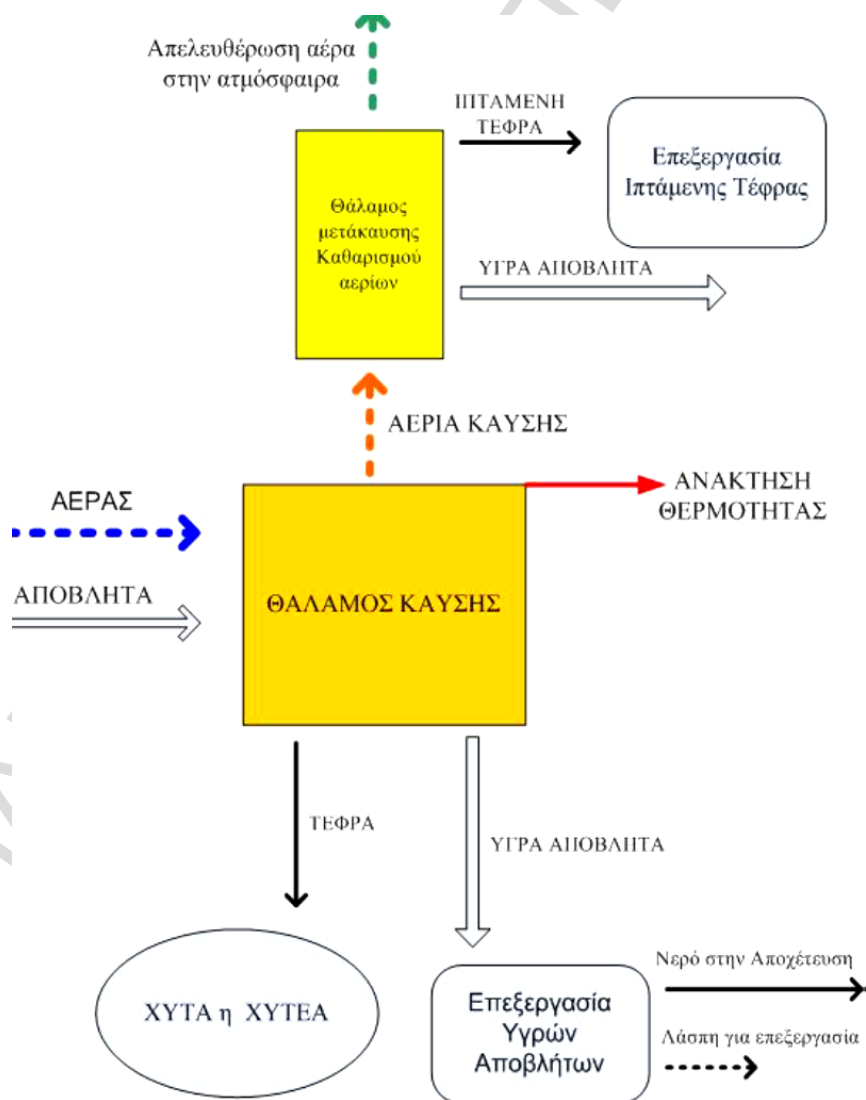 Απελευθέρωση αέρα
στην ατμόσφαιρα
ΙΠΤΑΜΕΝΗ
ΤΕΦΡΑ
Επεξεργασία
Ιπτάμενης Τέφρας
Θάλαμος
μετάκαυσης
Καθαρισμού
αερίων
ΥΓΡΑ ΑΠΟΒΛΗΤΑ
ΑΕΡΙΑ ΚΑΥΣΗΣ
ΑΝΑΚΤΗΣΗ
ΘΕΡΜΟΤΗΤΑΣ
ΑΕΡΑΣ
ΑΠΟΒΛΗΤΑ
ΘΑΛΑΜΟΣ ΚΑΥΣΗΣ
ΤΕΦΡΑ
ΥΓΡΑ ΑΠΟΒΛΗΤΑ
ΧΥΤΑ η ΧΥΤΕΑ
Επεξεργασία
Υγρών
Αποβλήτων
Νερό στην Αποχέτευση
Λάσπη για επεξεργασία